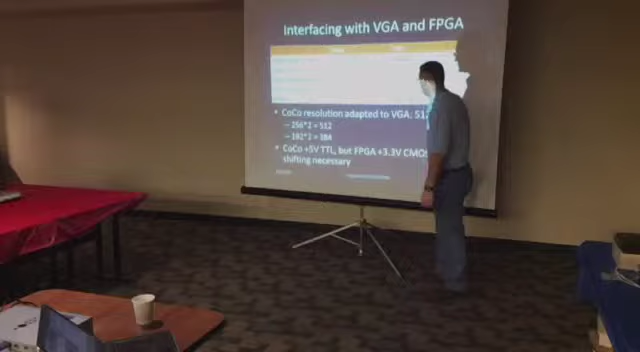 Interfacing with VGA and FPGA
• CoCo resolution adapted to VGA: 51
– 256*2 = 512
– 192*2 = 384
• CoCo +5V TTL, but FPGA +3.3V CMOS
shifting necessary